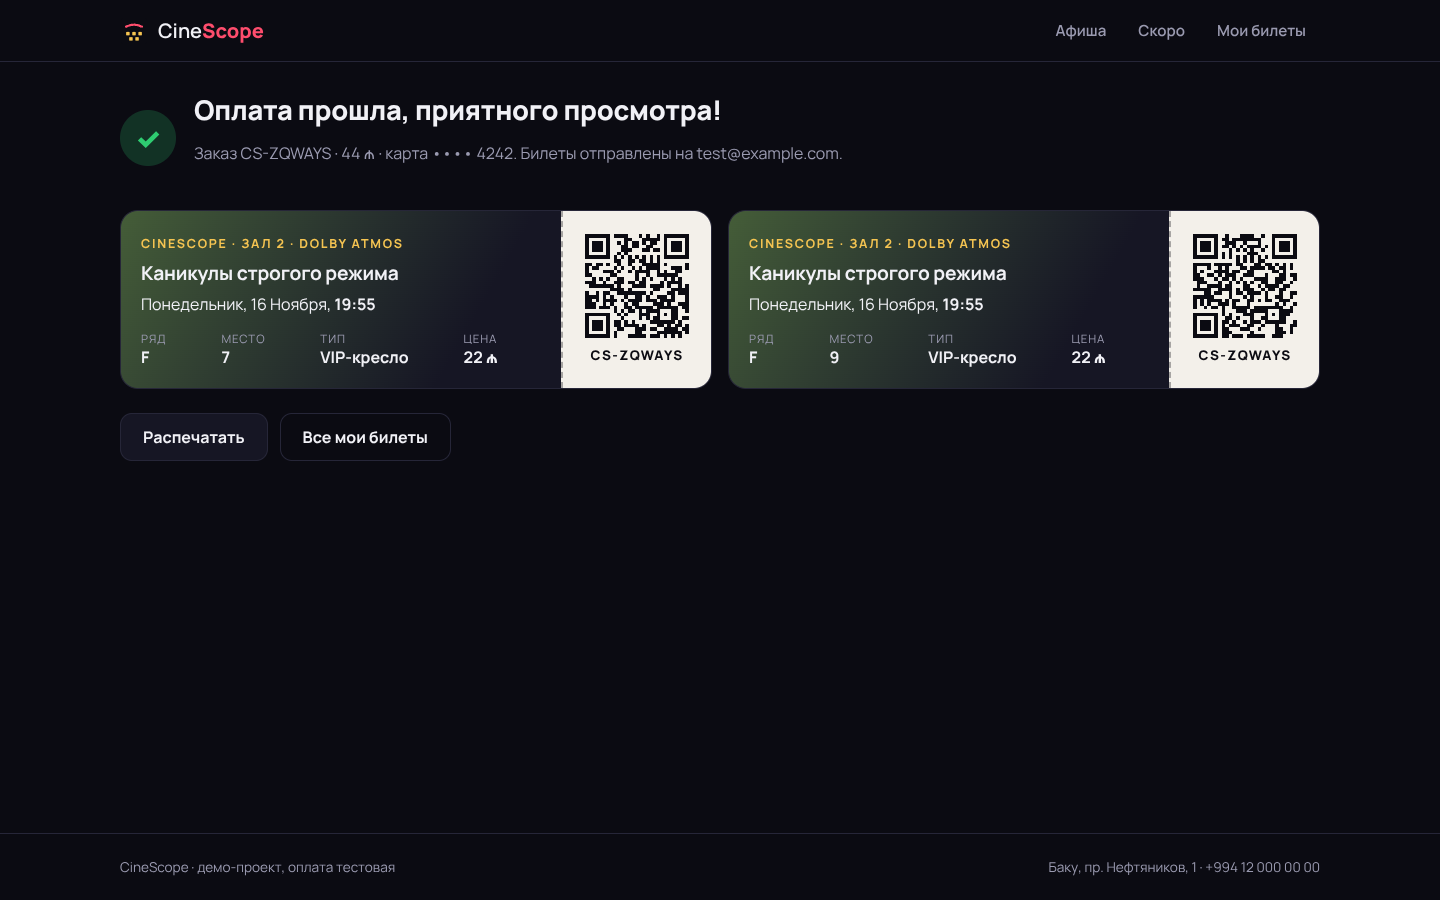 CineScope
Афиша Скоро Мои билеты
Оплата прошла, приятного просмотра!
Заказ CS-ZQWAYS · 44 ₼ · карта •••• 4242. Билеты отправлены на test@example.com.
CINESCOPE · ЗАЛ 2 · DOLBY ATMOS
Каникулы строгого режима
Понедельник, 16 Ноября, 19:55
РЯД МЕСТО ТИП ЦЕНА
F 7 VIP-кресло 22 ₼
CS-ZQWAYS
CINESCOPE · ЗАЛ 2 · DOLBY ATMOS
Каникулы строгого режима
Понедельник, 16 Ноября, 19:55
РЯД МЕСТО ТИП ЦЕНА
F 9 VIP-кресло 22 ₼
CS-ZQWAYS
Распечатать Все мои билеты
CineScope · демо-проект, оплата тестовая
Баку, пр. Нефтяников, 1 · +994 12 000 00 00